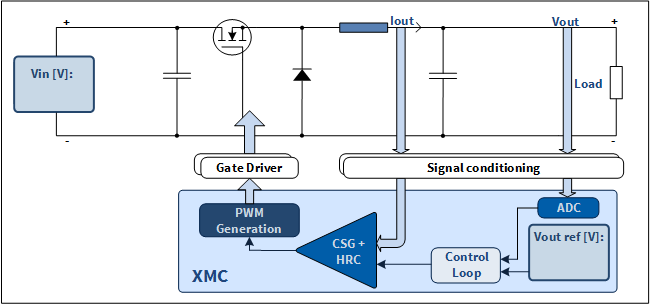 Iout
Vout
+
+
Vin [V]:
Load
-
-
Gate Driver
Signal conditioning
PWM
Generation
ADC
CSG +
HRC
Vout ref [V]:
Control
Loop
XMC